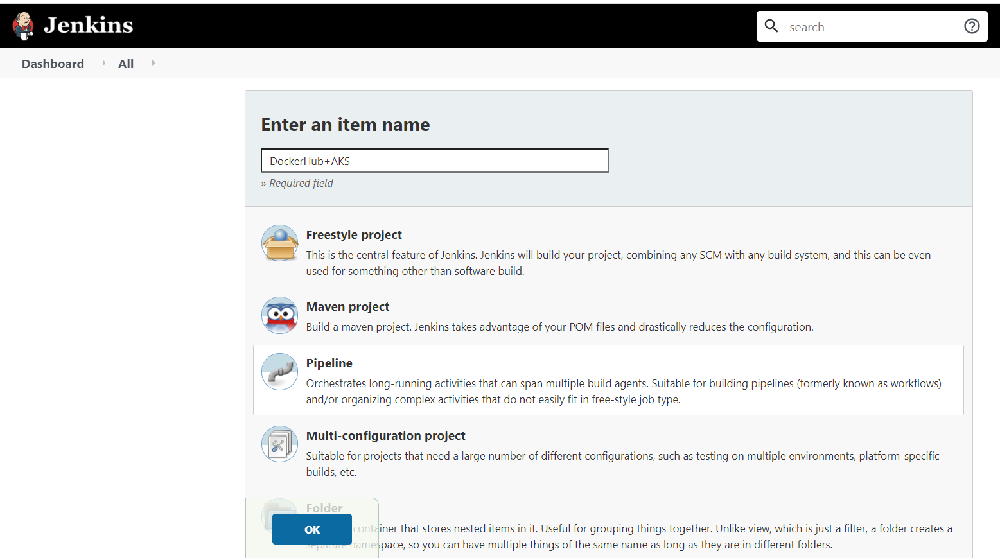 Jenkins
search
Dashboard
All
Enter an item name
DockerHub+AKS
» Required field
Freestyle project
This is the central feature of Jenkins. Jenkins will build your project, combining any SCM with any build system, and this can be even
used for something other than software build.
Maven project
Build a maven project. Jenkins takes advantage of your POM files and drastically reduces the configuration.
Pipeline
Orchestrates long-running activities that can span multiple build agents. Suitable for building pipelines (formerly known as workflows)
and/or organizing complex activities that do not easily fit in free-style job type.
Multi-configuration project
Suitable for projects that need a large number of different configurations, such as testing on multiple environments, platform-specific
builds, etc.
Folder
OK
container that stores nested items in it. Useful for grouping things together. Unlike view, which is just a filter, a folder creates a
separate namespace, so you can have multiple things of the same name as long as they are in different folders.